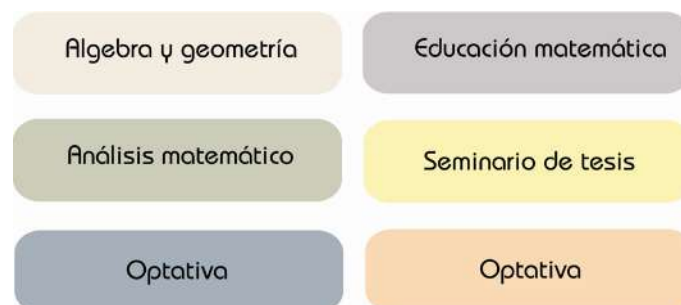 Algebra y geometría
Educación matemática
Análisis matemático
Seminario de tesis
Optativa
Optativa